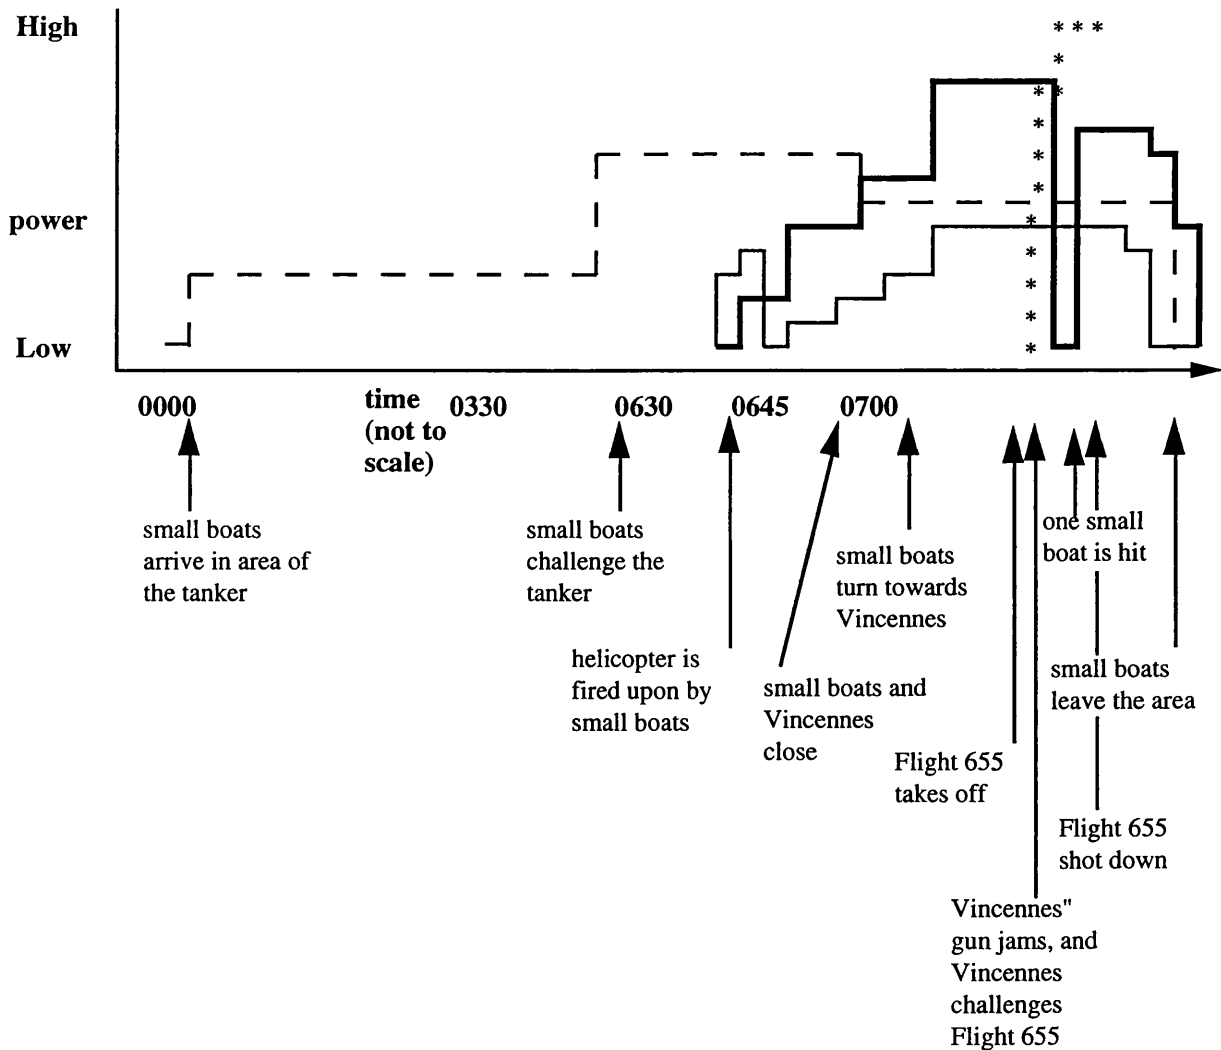 High
* * *
*
* *
*
*
*
power
*
*
*
*
Low
*
0000
time
(not to
scale)
0330
0630
0645
0700
small boats
arrive in area of
the tanker
small boats
challenge the
tanker
helicopter is
fired upon by
small boats
small boats and
Vincennes
close
small boats
turn towards
Vincennes
Flight 655
takes off
one small
boat is hit
small boats
leave the area
Flight 655
shot down
Vincennes"
gun jams, and
Vincennes
challenges
Flight 655